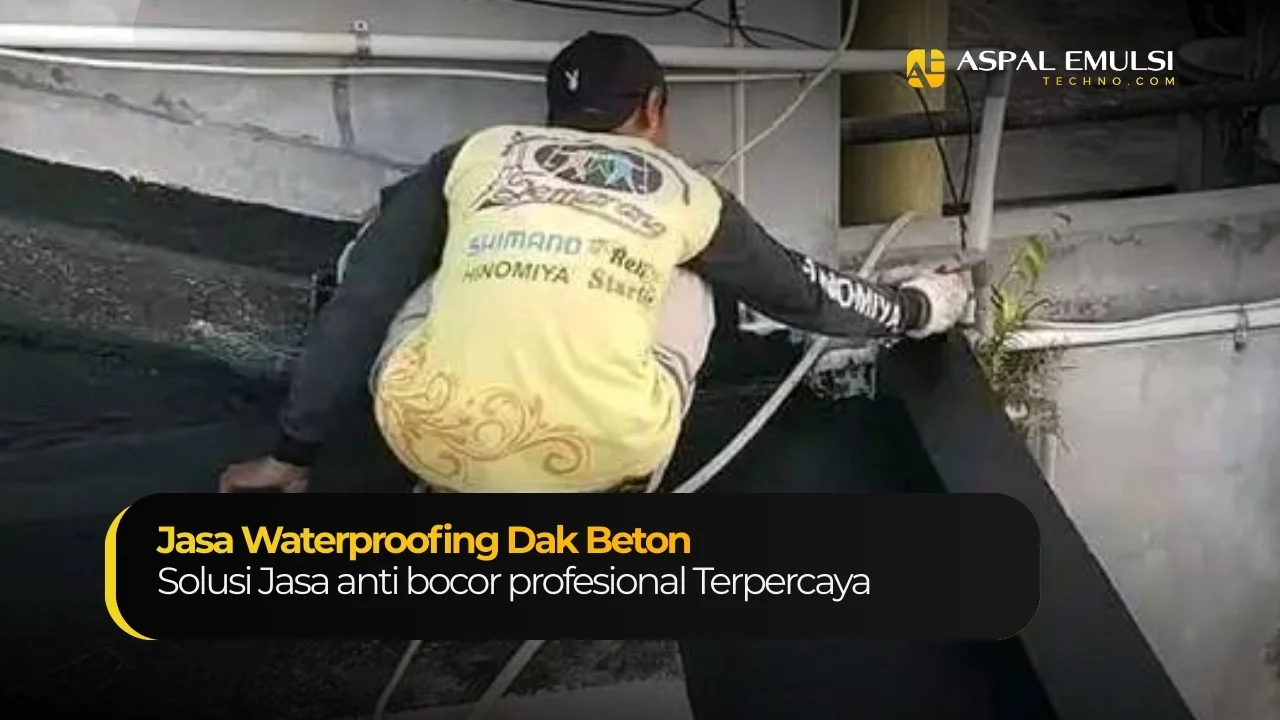 ASPAL EMULSI
TECHNO.COM
SHIMANO
HINOMIYA
HINOMIYA
Jasa Waterproofing Dak Beton
Solusi Jasa anti bocor profesional Terpercaya